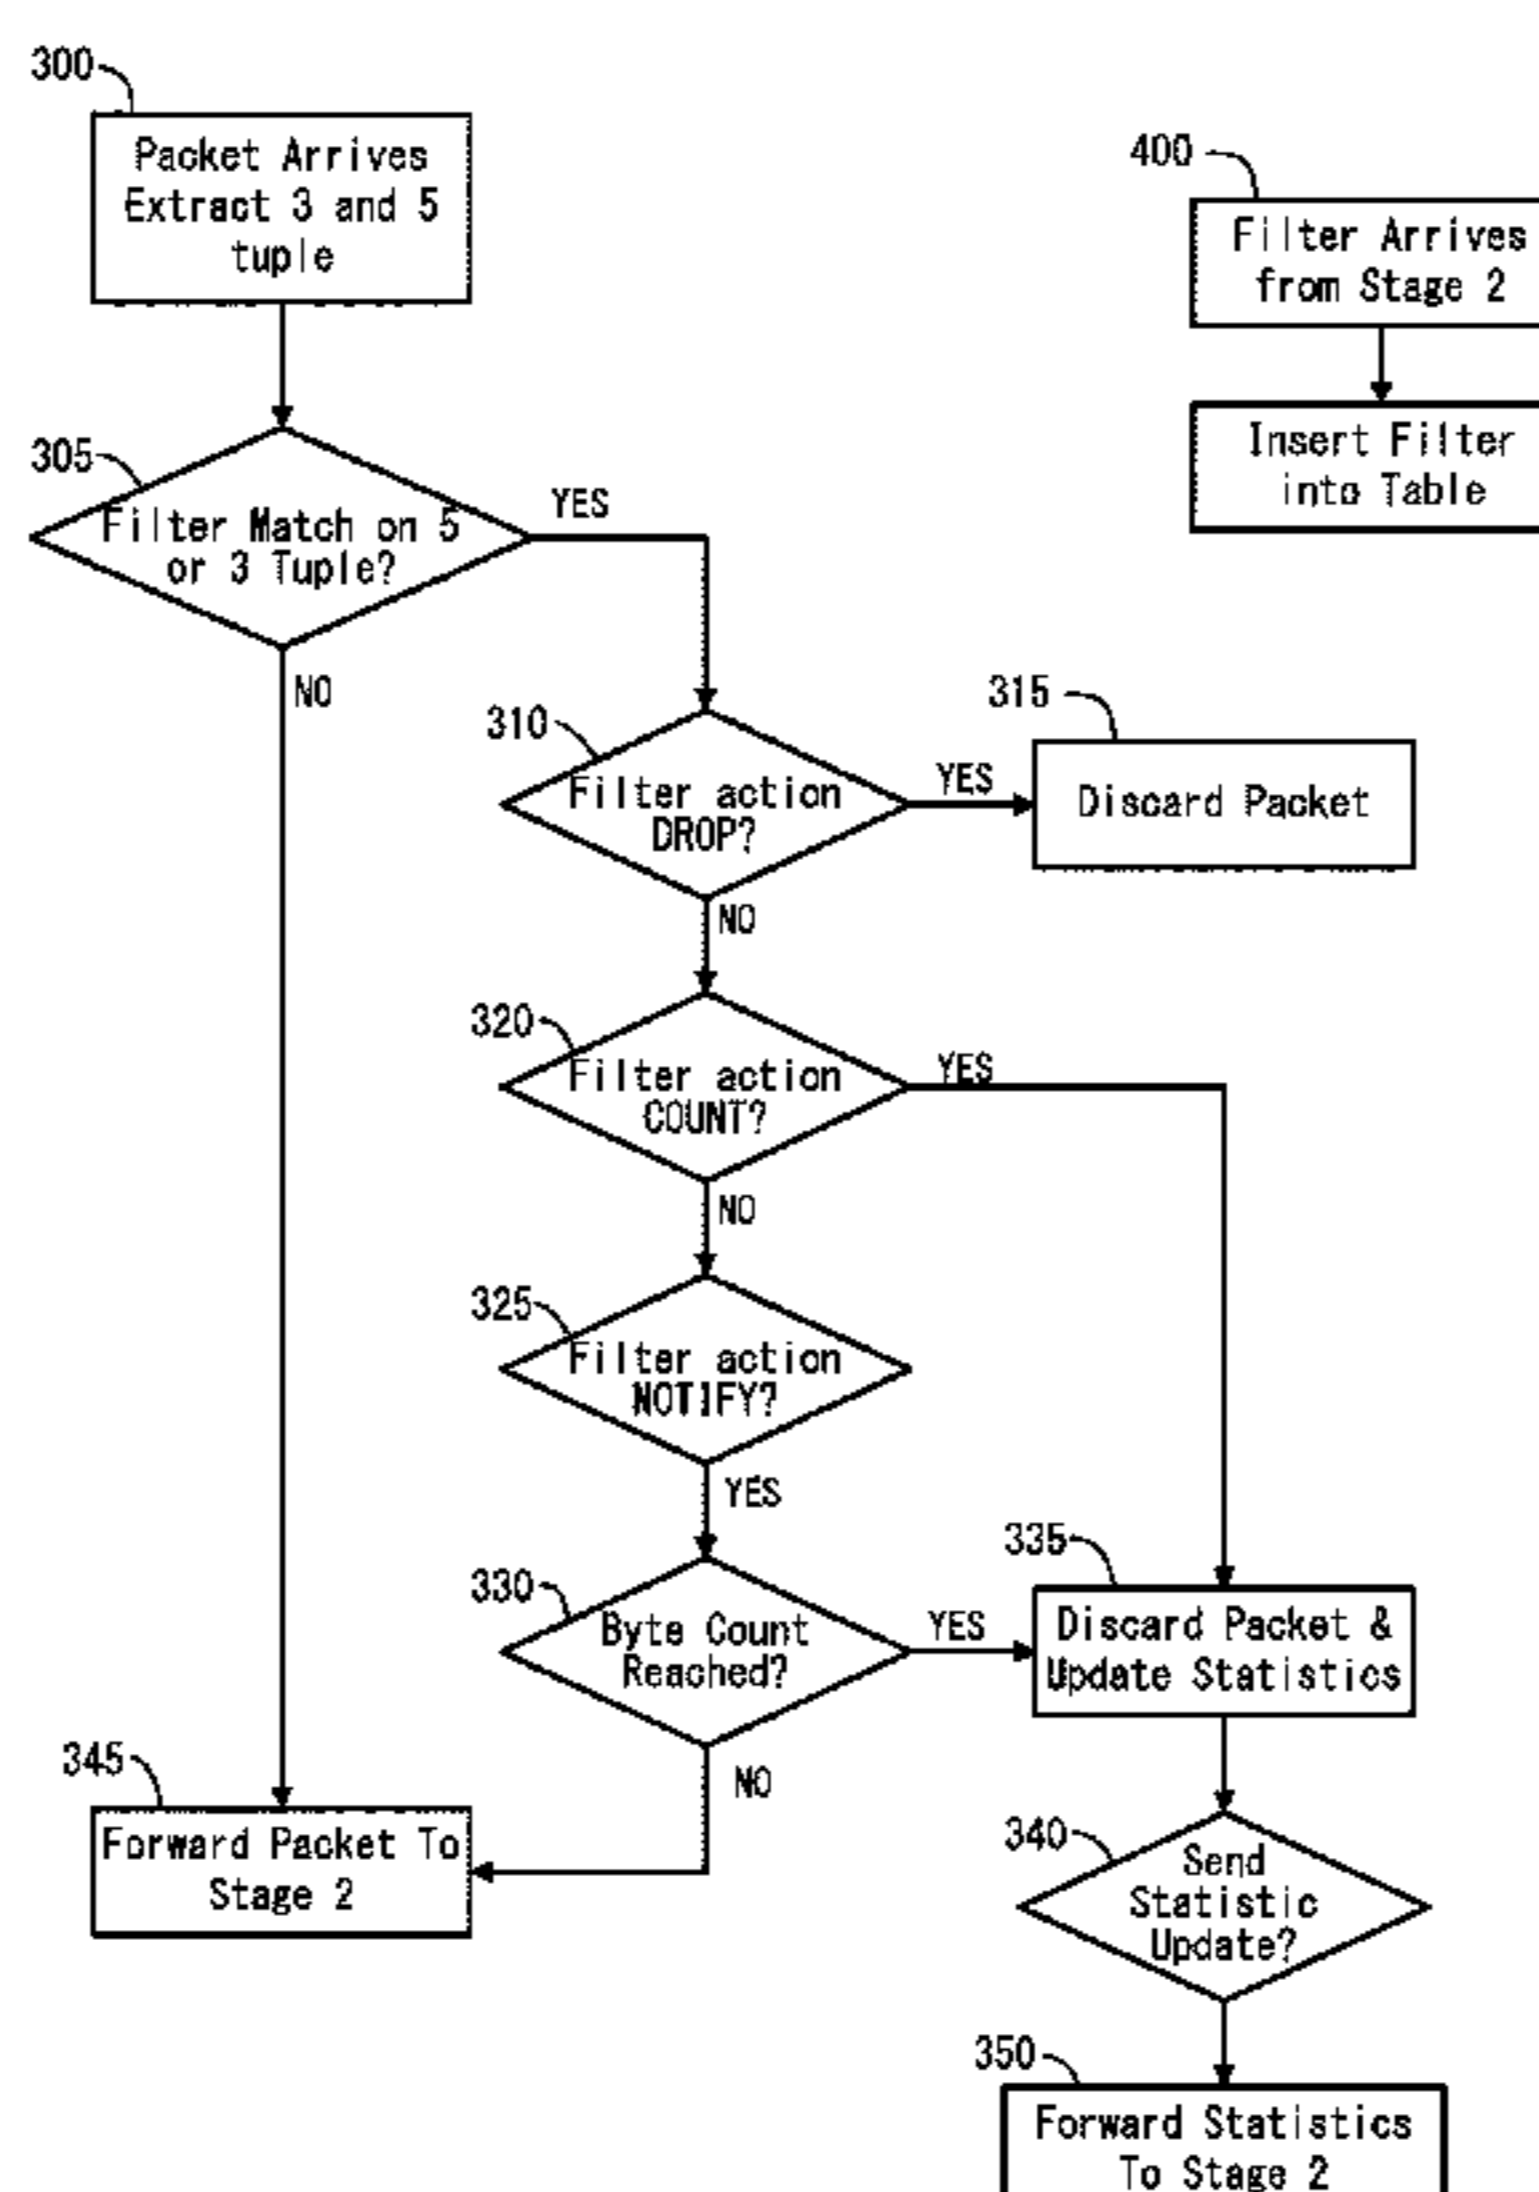 300
Packet Arrives
Extract 3 and 5
tuple
400
Filter Arrives
from Stage 2
Insert Filter
into Table
305
Filter Match on 5
or 3 Tuple?
YES
NO
310
Filter action
DROP?
YES
315
Discard Packet
NO
320
Filter action
COUNT?
YES
NO
325
Filter action
NOTIFY?
YES
330
Byte Count
Reached?
YES
335
Discard Packet &
Update Statistics
NO
345
Forward Packet To
Stage 2
340
Send
Statistic
Update?
350
Forward Statistics
To Stage 2